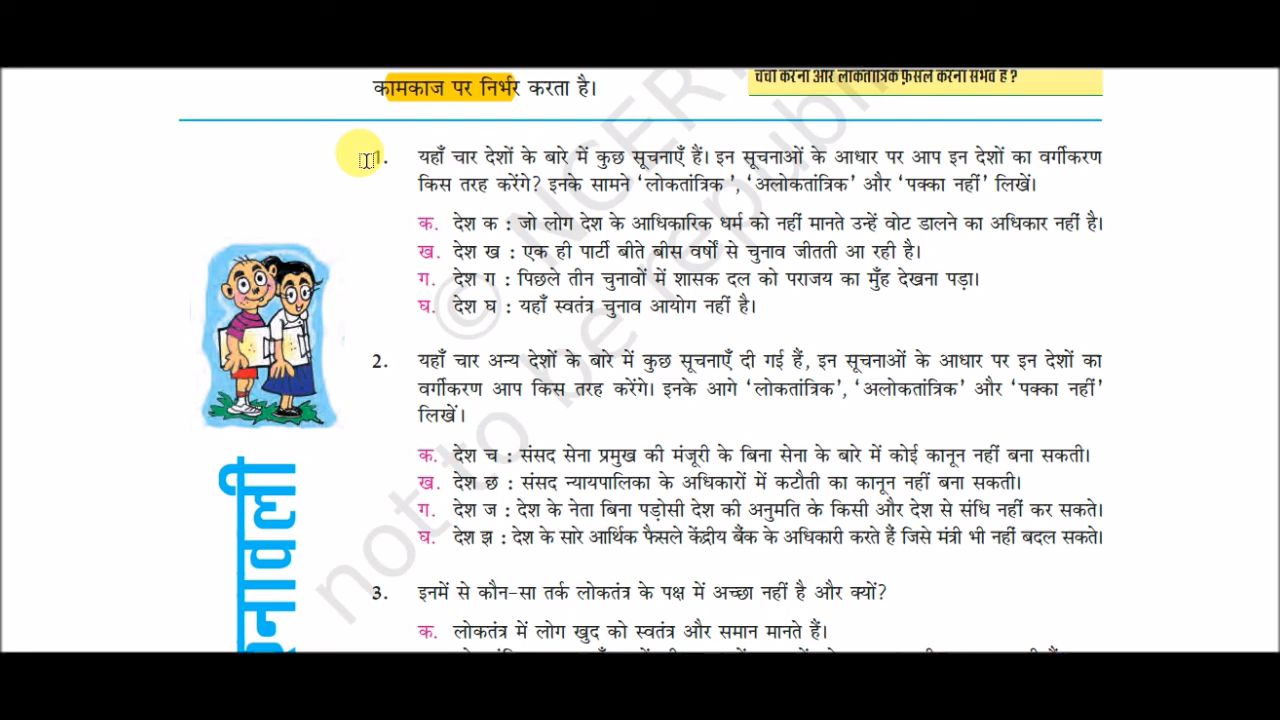 कामकाज पर निर्भर करता है।
चर्चा करना और लोकतांत्रिक फ़ैसले करना संभव है ?
1. यहाँ चार देशों के बारे में कुछ सूचनाएँ हैं। इन सूचनाओं के आधार पर आप इन देशों का वर्गीकरण
किस तरह करेंगे? इनके सामने ‘लोकतांत्रिक’, ‘अलोकतांत्रिक’ और ‘पक्का नहीं’ लिखें।
क. देश क : जो लोग देश के आधिकारिक धर्म को नहीं मानते उन्हें वोट डालने का अधिकार नहीं है।
ख. देश ख : एक ही पार्टी बीते बीस वर्षों से चुनाव जीतती आ रही है।
ग. देश ग : पिछले तीन चुनावों में शासक दल को पराजय का मुँह देखना पड़ा।
घ. देश घ : यहाँ स्वतंत्र चुनाव आयोग नहीं है।
2. यहाँ चार अन्य देशों के बारे में कुछ सूचनाएँ दी गई हैं, इन सूचनाओं के आधार पर इन देशों का
वर्गीकरण आप किस तरह करेंगे। इनके आगे ‘लोकतांत्रिक’, ‘अलोकतांत्रिक’ और ‘पक्का नहीं’
लिखें।
क. देश च : संसद सेना प्रमुख की मंजूरी के बिना सेना के बारे में कोई कानून नहीं बना सकती।
ख. देश छ : संसद न्यायपालिका के अधिकारों में कटौती का कानून नहीं बना सकती।
ग. देश ज : देश के नेता बिना पड़ोसी देश की अनुमति के किसी और देश से संधि नहीं कर सकते।
घ. देश झ : देश के सारे आर्थिक फैसले केंद्रीय बैंक के अधिकारी करते हैं जिसे मंत्री भी नहीं बदल सकते।
3. इनमें से कौन-सा तर्क लोकतंत्र के पक्ष में अच्छा नहीं है और क्यों?
क. लोकतंत्र में लोग खुद को स्वतंत्र और समान मानते हैं।
नावली
© NCER
not to be republi